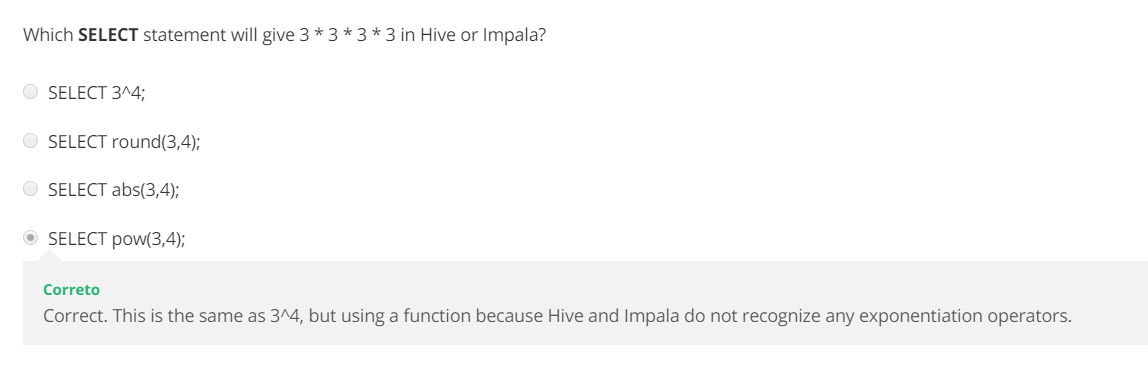 Which SELECT statement will give 3 * 3 * 3 * 3 in Hive or Impala?
SELECT 3^4;
SELECT round(3,4);
SELECT abs(3,4);
SELECT pow(3,4);
Correto
Correct. This is the same as 3^4, but using a function because Hive and Impala do not recognize any exponentiation operators.